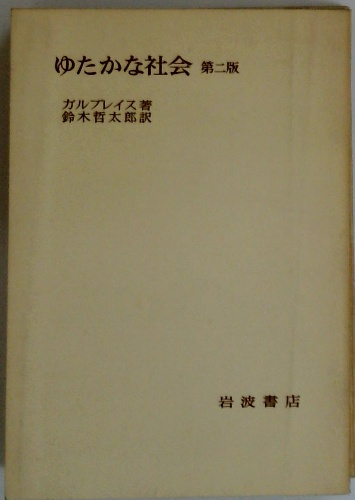 ゆたかな社会 第二版
ガルブレイス著
鈴木哲太郎訳
岩波書店